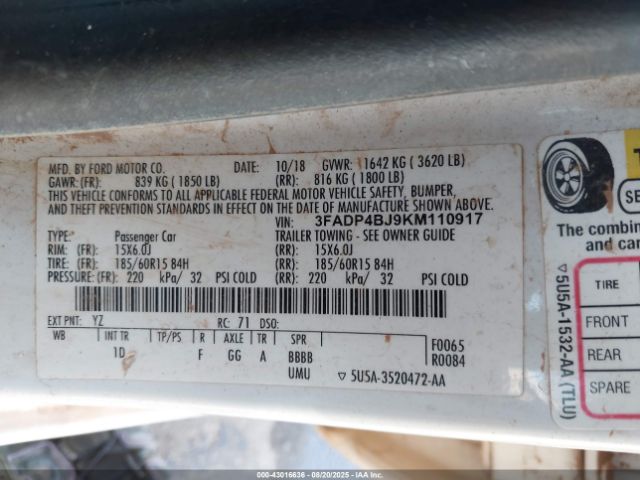 MFD. BY FORD MOTOR CO. DATE: 10/18 GVWR: 1642 KG ( 3620 LB)
GAWR: (FR): 839 KG ( 1850 LB) (RR): 816 KG ( 1800 LB)
THIS VEHICLE CONFORMS TO ALL APPLICABLE FEDERAL MOTOR VEHICLE SAFETY, BUMPER,
AND THEFT PREVENTION STANDARDS IN EFFECT ON THE DATE OF MANUFACTURE SHOWN ABOVE.
VIN: 3FADP4BJ9KM110917
TYPE: Passenger Car TRAILER TOWING - SEE OWNER GUIDE
RIM: (FR): 15X6.0J (RR): 15X6.0J
TIRE: (FR): 185/60R15 84H (RR): 185/60R15 84H
PRESSURE: (FR): 220 kPa/ 32 PSI COLD (RR): 220 kPa/ 32 PSI COLD
EXT PNT: YZ RC: 71 DSO:
WB INT TR TP/PS R AXLE TR SPR F0065
1D F GG A BBBB R0084
UMU ▽ 5U5A-3520472-AA
T
SE
The combin
and car
▽ 5U5A-1532-AA (TLU)
TIRE
FRONT
REAR
SPARE
#00-43016636 - 08/20/2025 - IAAI.COM